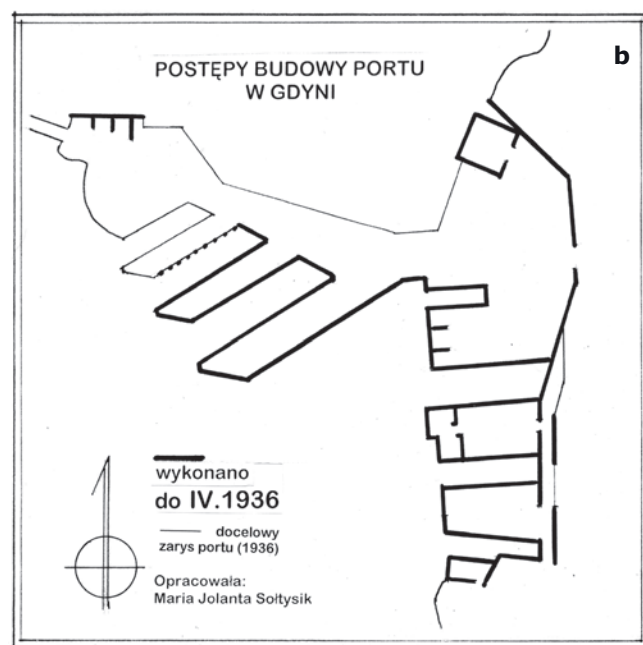 b
POSTĘPY BUDOWY PORTU
W GDYNI
wykonano
do IV.1936
docelowy
zarys portu (1936)
Opracowała:
Maria Jolanta Sołtysik